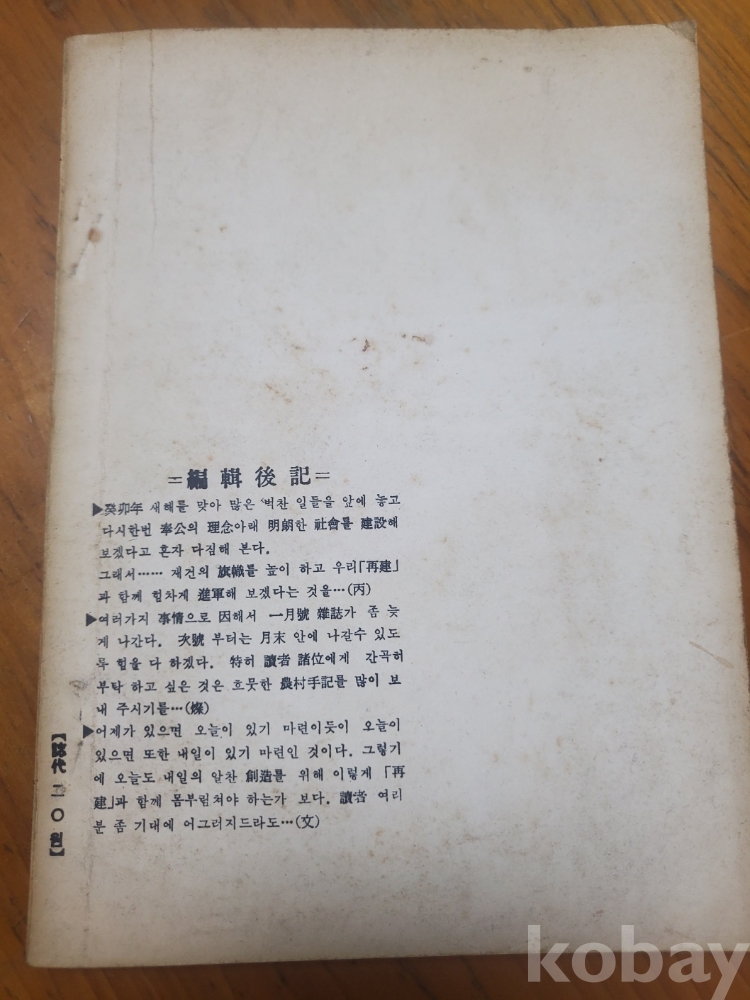 =編輯後記=
▶癸卯年 새해를 맞아 많은 벅찬 일들을 앞에 놓고
다시한번 奉公의 理念아래 明朗한 社會를 建設해
보겠다고 혼자 다짐해 본다.
그래서…… 재건의 旗幟를 높이 하고 우리「再建」
과 함께 힘차게 進軍해 보겠다는 것을…(丙)
▶여러가지 事情으로 因해서 一月號 雜誌가 좀 늦
게 나간다. 次號 부터는 月末 안에 나갈수 있도
록 힘을 다 하겠다. 特히 讀者 諸位에게 간곡히
부탁 하고 싶은 것은 흐뭇한 農村手記를 많이 보
내 주시기를…(燦)
▶어제가 있으면 오늘이 있기 마련이듯이 오늘이
있으면 또한 내일이 있기 마련인 것이다. 그렇기
에 오늘도 내일의 알찬 創造를 위해 이렇게 「再
建」과 함께 몸부림쳐야 하는가 보다. 讀者 여러
분 좀 기대에 어그러지드라도…(文)
【誌代 二○원】
kobay